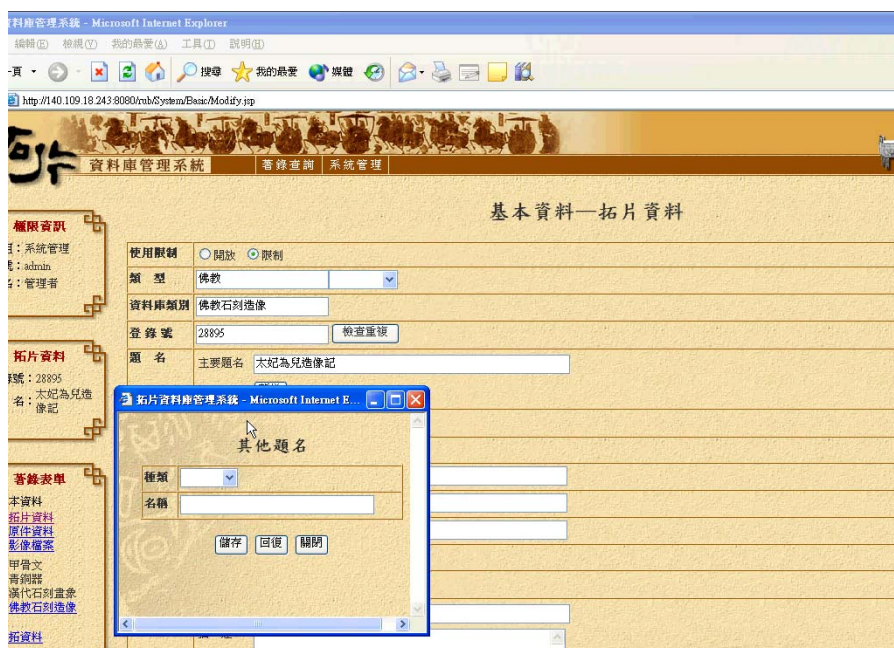 資料庫管理系統 - Microsoft Internet Explorer
編輯(E) 檢視(V) 我的最愛(A) 工具(T) 說明(H)
一頁 搜尋 我的最愛 媒體
http://140.109.18.243:8080/rub/System/Basic/Modify.jsp
拓片
資料庫管理系統 著錄查詢 系統管理
基本資料—拓片資料
權限資訊
：系統管理
：admin
：管理者
使用限制 開放 限制
類 型 佛教
資料庫類別 佛教石刻造像
登錄號 28895 檢查重複
題 名 主要題名 太妃為兒造像記
拓片資料
號：28895
名：太妃為兒造
像記
拓片資料庫管理系統 - Microsoft Internet E...
其他題名
種類
名稱
儲存 回復 關閉
著錄表單
本資料
拓片資料
原件資料
影像檔案
甲骨文
青銅器
漢代石刻畫象
佛教石刻造像
拓資料